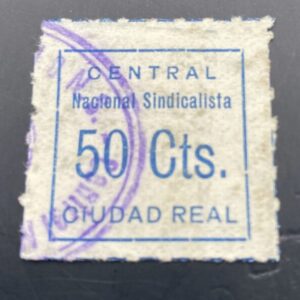 CENTRAL
Nacional Sindicalista
50 Cts.
CIUDAD REAL